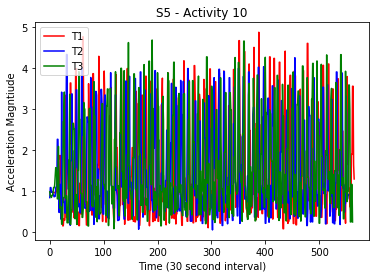 S5 - Activity 10
T1
T2
T3
5
4
3
2
1
0
Acceleration Magntiude
0
100
200
300
400
500
Time (30 second interval)